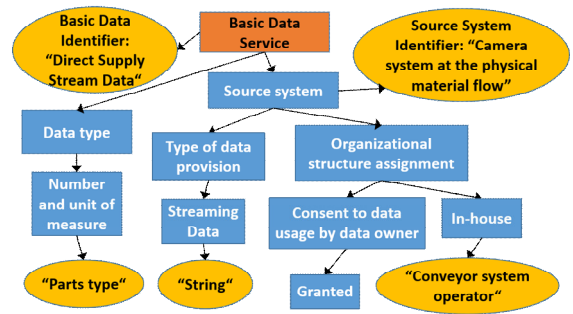 Basic Data
Identifier:
“Direct Supply
Stream Data“
Basic Data
Service
Source System
Identifier: “Camera
system at the physical
material flow”
Source system
Data type
Type of data
provision
Organizational
structure assignment
Number
and unit of
measure
Streaming
Data
Consent to data
usage by data owner
In-house
“Parts type“
“String“
Granted
“Conveyor system
operator“